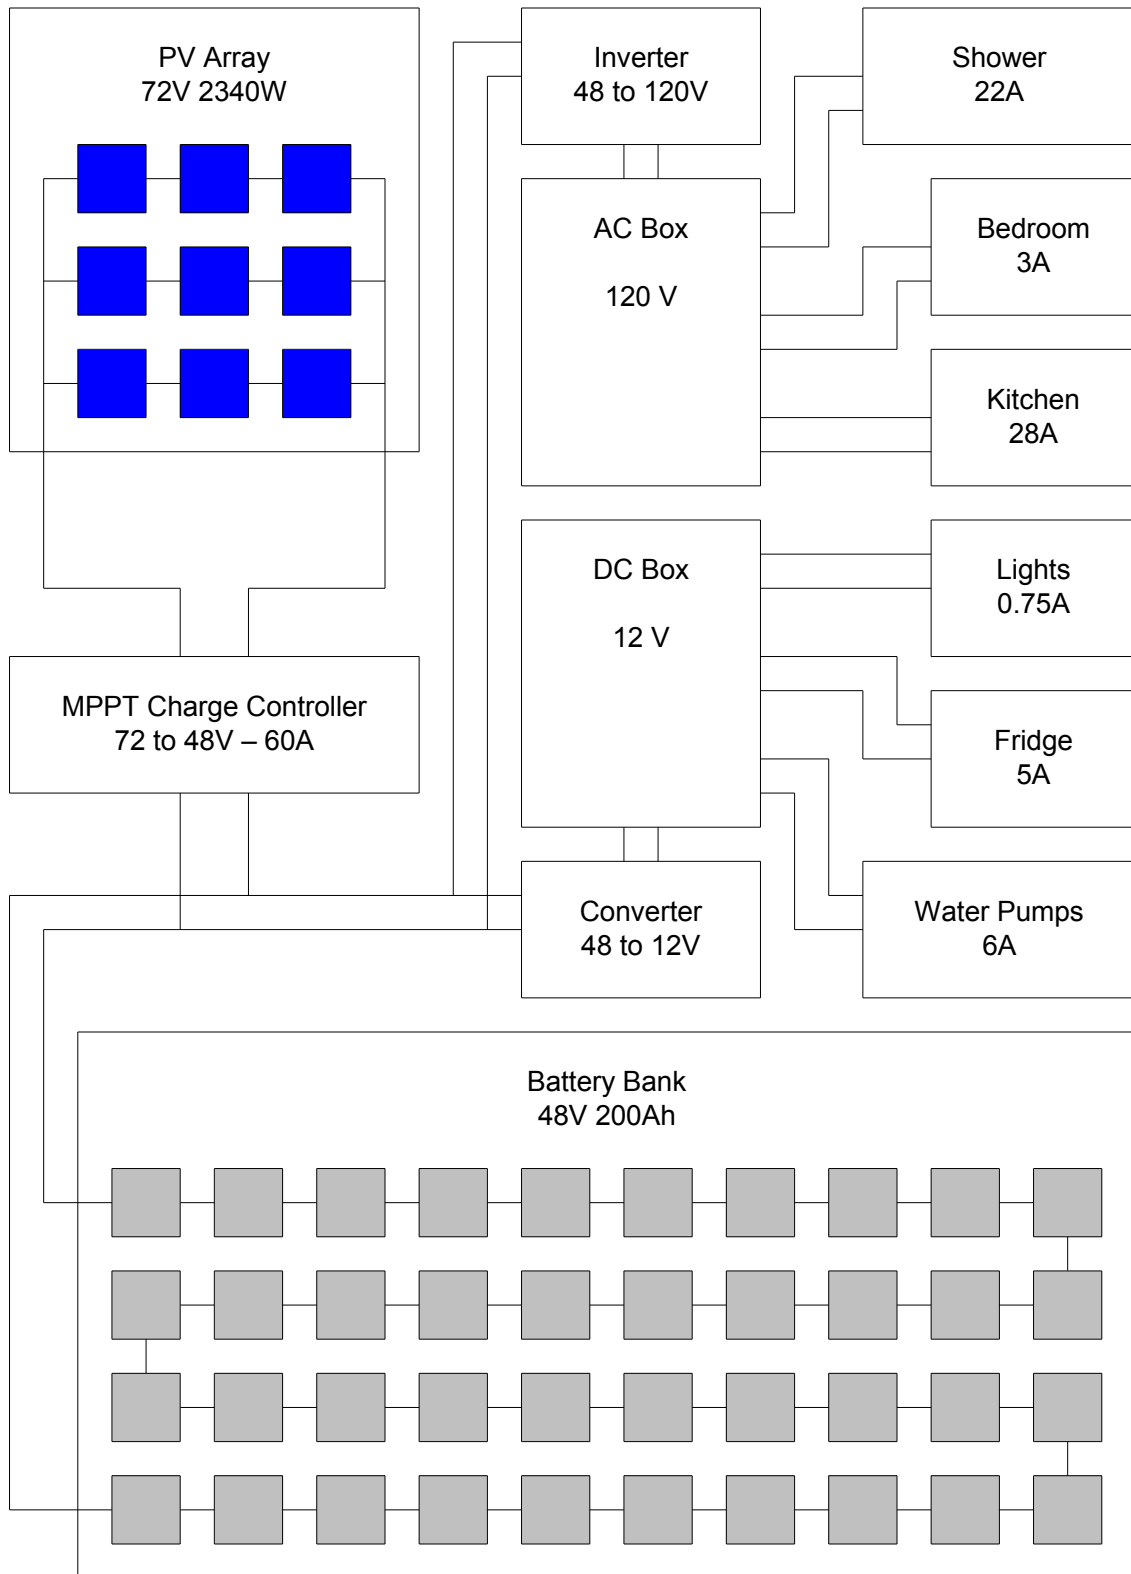 PV Array
72V 2340W
Inverter
48 to 120V
Shower
22A
AC Box
120 V
Bedroom
3A
Kitchen
28A
DC Box
12 V
Lights
0.75A
MPPT Charge Controller
72 to 48V – 60A
Fridge
5A
Converter
48 to 12V
Water Pumps
6A
Battery Bank
48V 200Ah